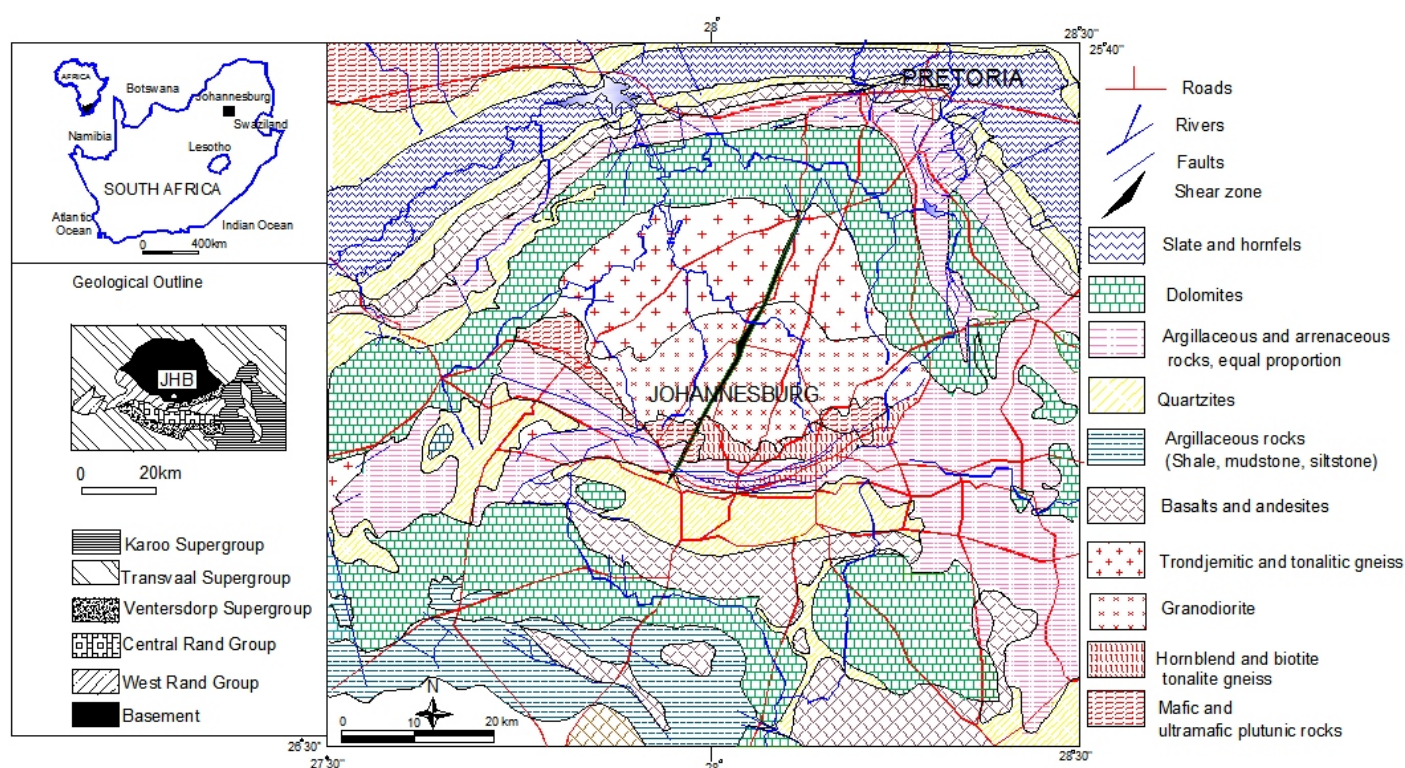 AFRICA
Botswana
Johannesburg
Namibia
Swaziland
Lesotho
SOUTH AFRICA
Atlantic
Ocean
Indian Ocean
0 400km
Geological Outline
JHB
0 20km
Karoo Supergroup
Transvaal Supergroup
Ventersdorp Supergroup
Central Rand Group
West Rand Group
Basement
28°
28°30"
25°40"
PRETORIA
JOHANNESBURG
N
0 10 20 km
26°30"
27°30"
28°
28°30"
Roads
Rivers
Faults
Shear zone
Slate and hornfels
Dolomites
Argillaceous and arrenaceous
rocks, equal proportion
Quartzites
Argillaceous rocks
(Shale, mudstone, siltstone)
Basalts and andesites
Trondjemitic and tonalitic gneiss
Granodiorite
Hornblend and biotite
tonalite gneiss
Mafic and
ultramafic plutunic rocks